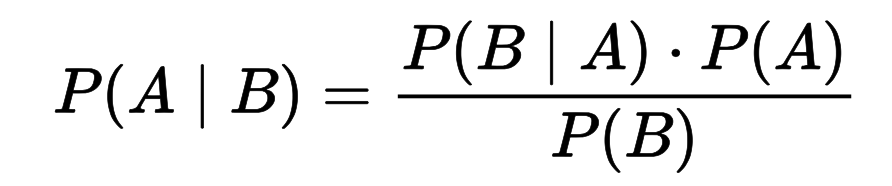 P(A | B) = P(B | A) · P(A) / P(B)